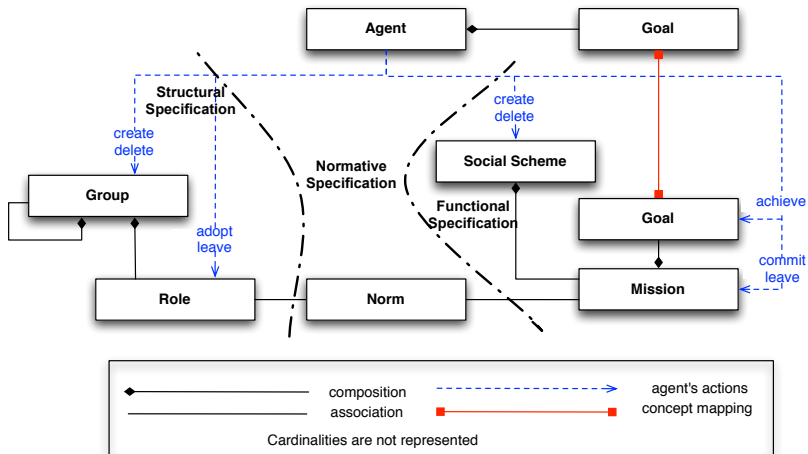 Agent
Goal
Structural
Specification
create
delete
create
delete
Normative
Specification
Social Scheme
Group
Functional
Specification
Goal
achieve
adopt
leave
commit
leave
Role
Norm
Mission
composition
agent's actions
association
concept mapping
Cardinalities are not represented